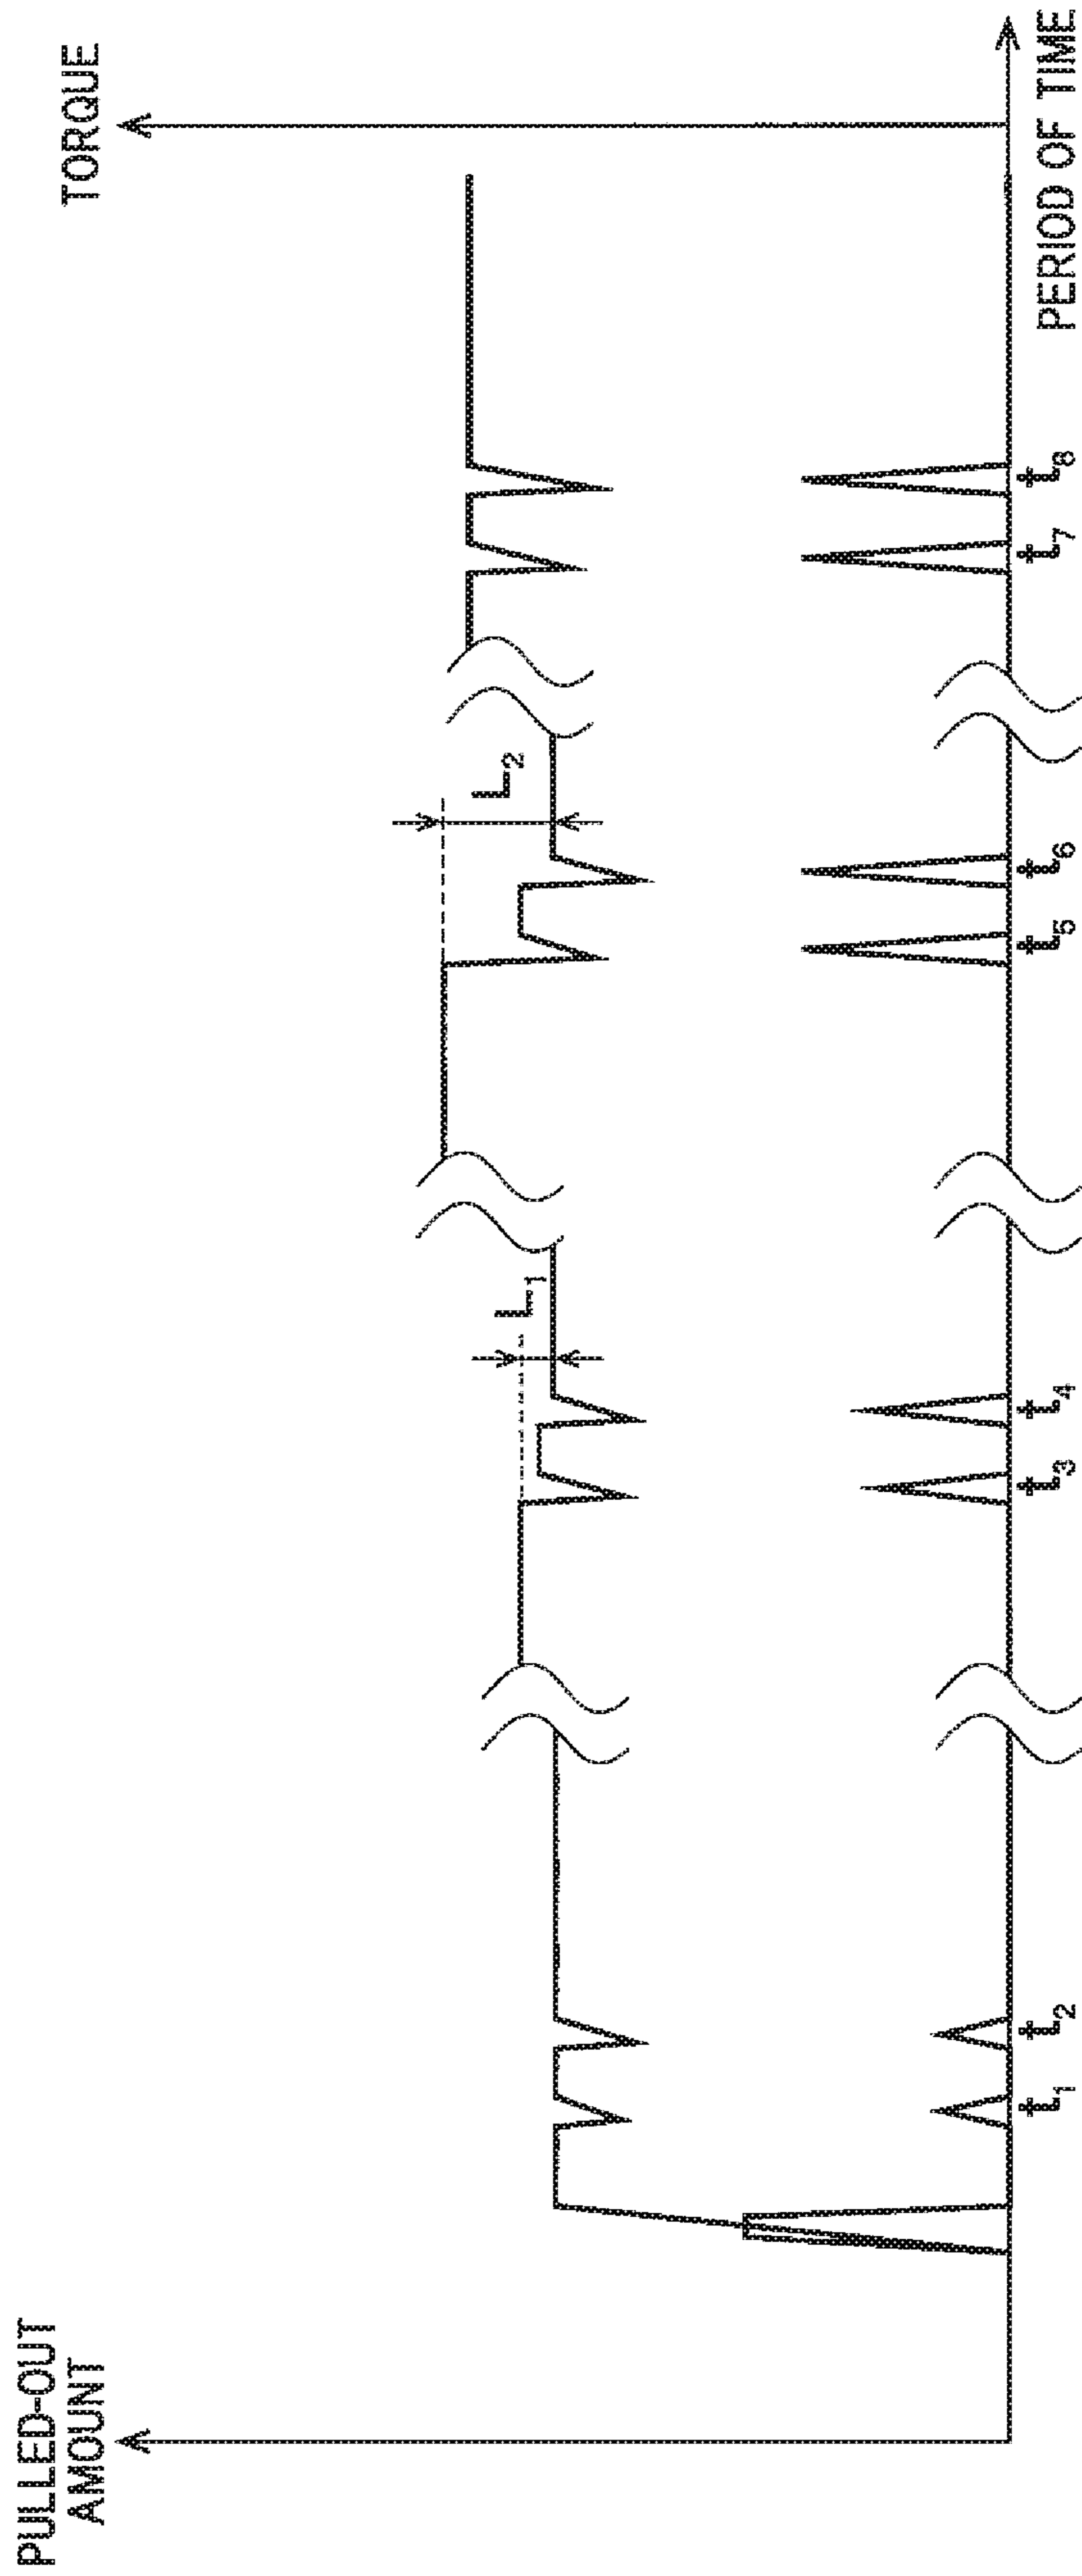 PULLED-OUT
AMOUNT
TORQUE
L1
L2
t1
t2
t3
t4
t5
t6
t7
t8
PERIOD OF TIME